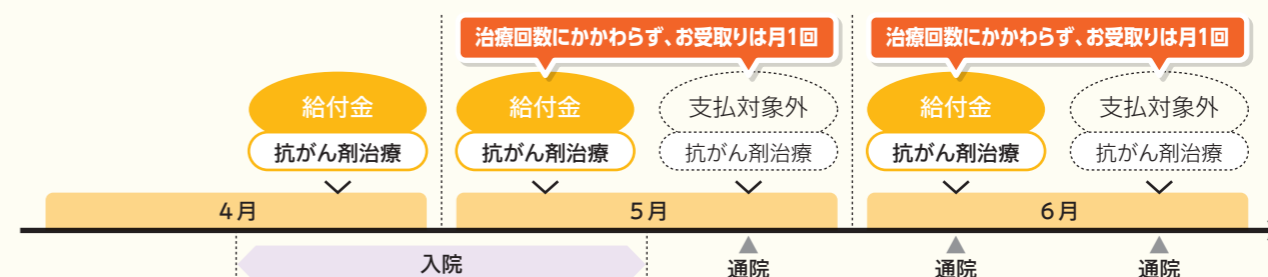 治療回数にかかわらず、お受取りは月1回
治療回数にかかわらず、お受取りは月1回
給付金
給付金
支払対象外
給付金
支払対象外
抗がん剤治療
抗がん剤治療
抗がん剤治療
抗がん剤治療
抗がん剤治療
4月
5月
6月
入院
通院
通院
通院